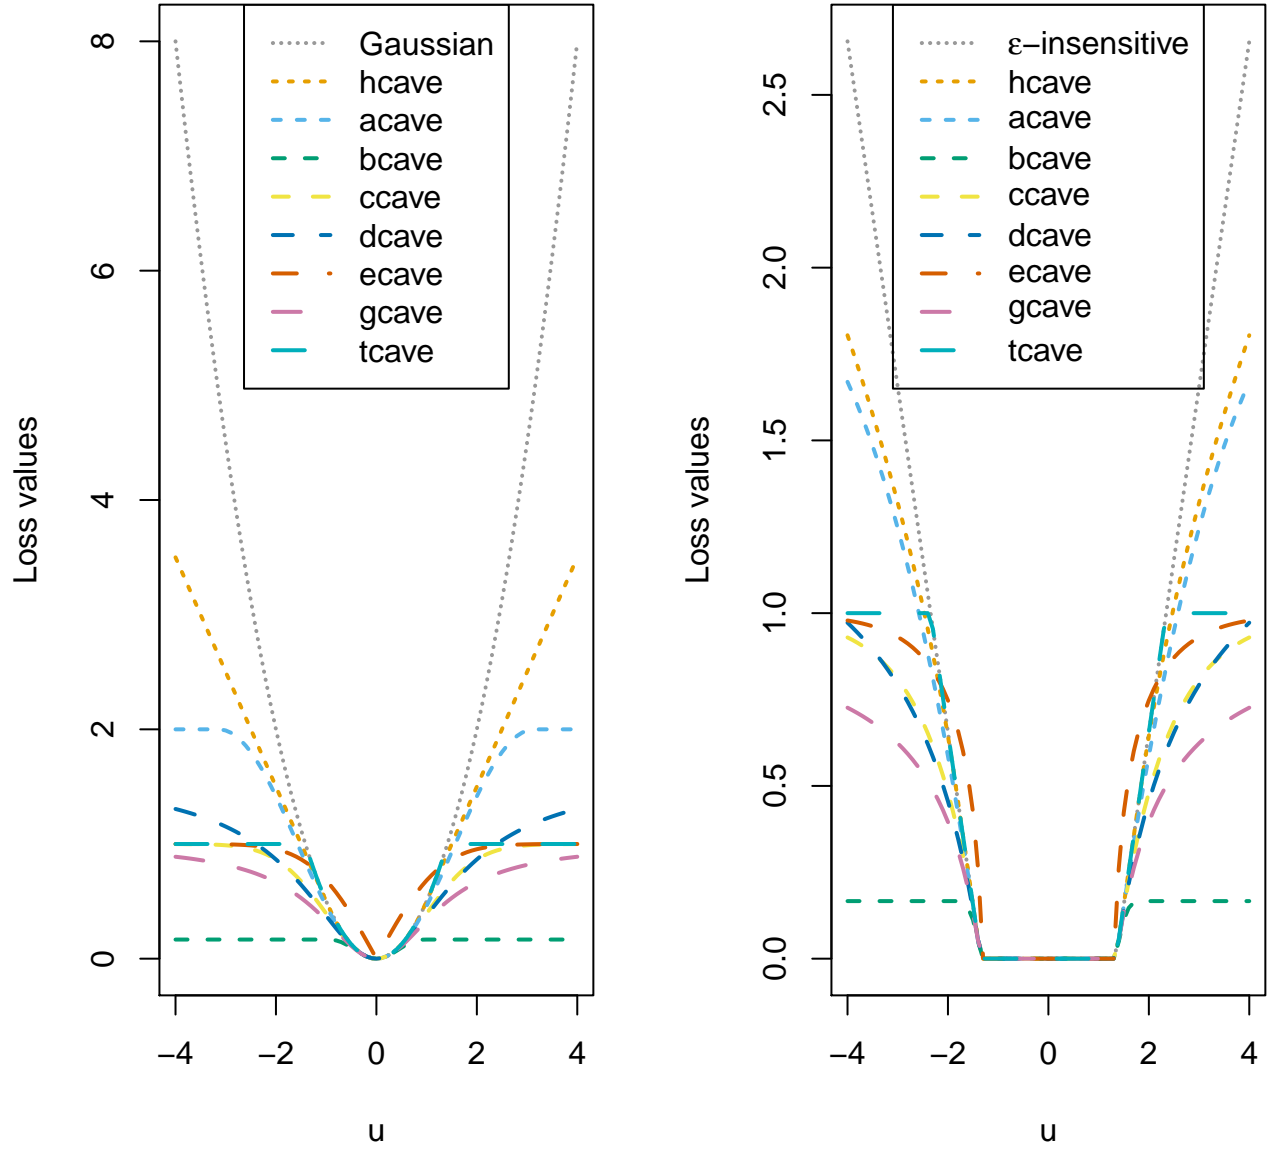 Gaussian
hcave
acave
bcave
ccave
dcave
ecave
gcave
tcave
8
6
4
2
0
Loss values
−4
−2
0
2
4
u
ε−insensitive
hcave
acave
bcave
ccave
dcave
ecave
gcave
tcave
2.5
2.0
1.5
1.0
0.5
0.0
Loss values
−4
−2
0
2
4
u